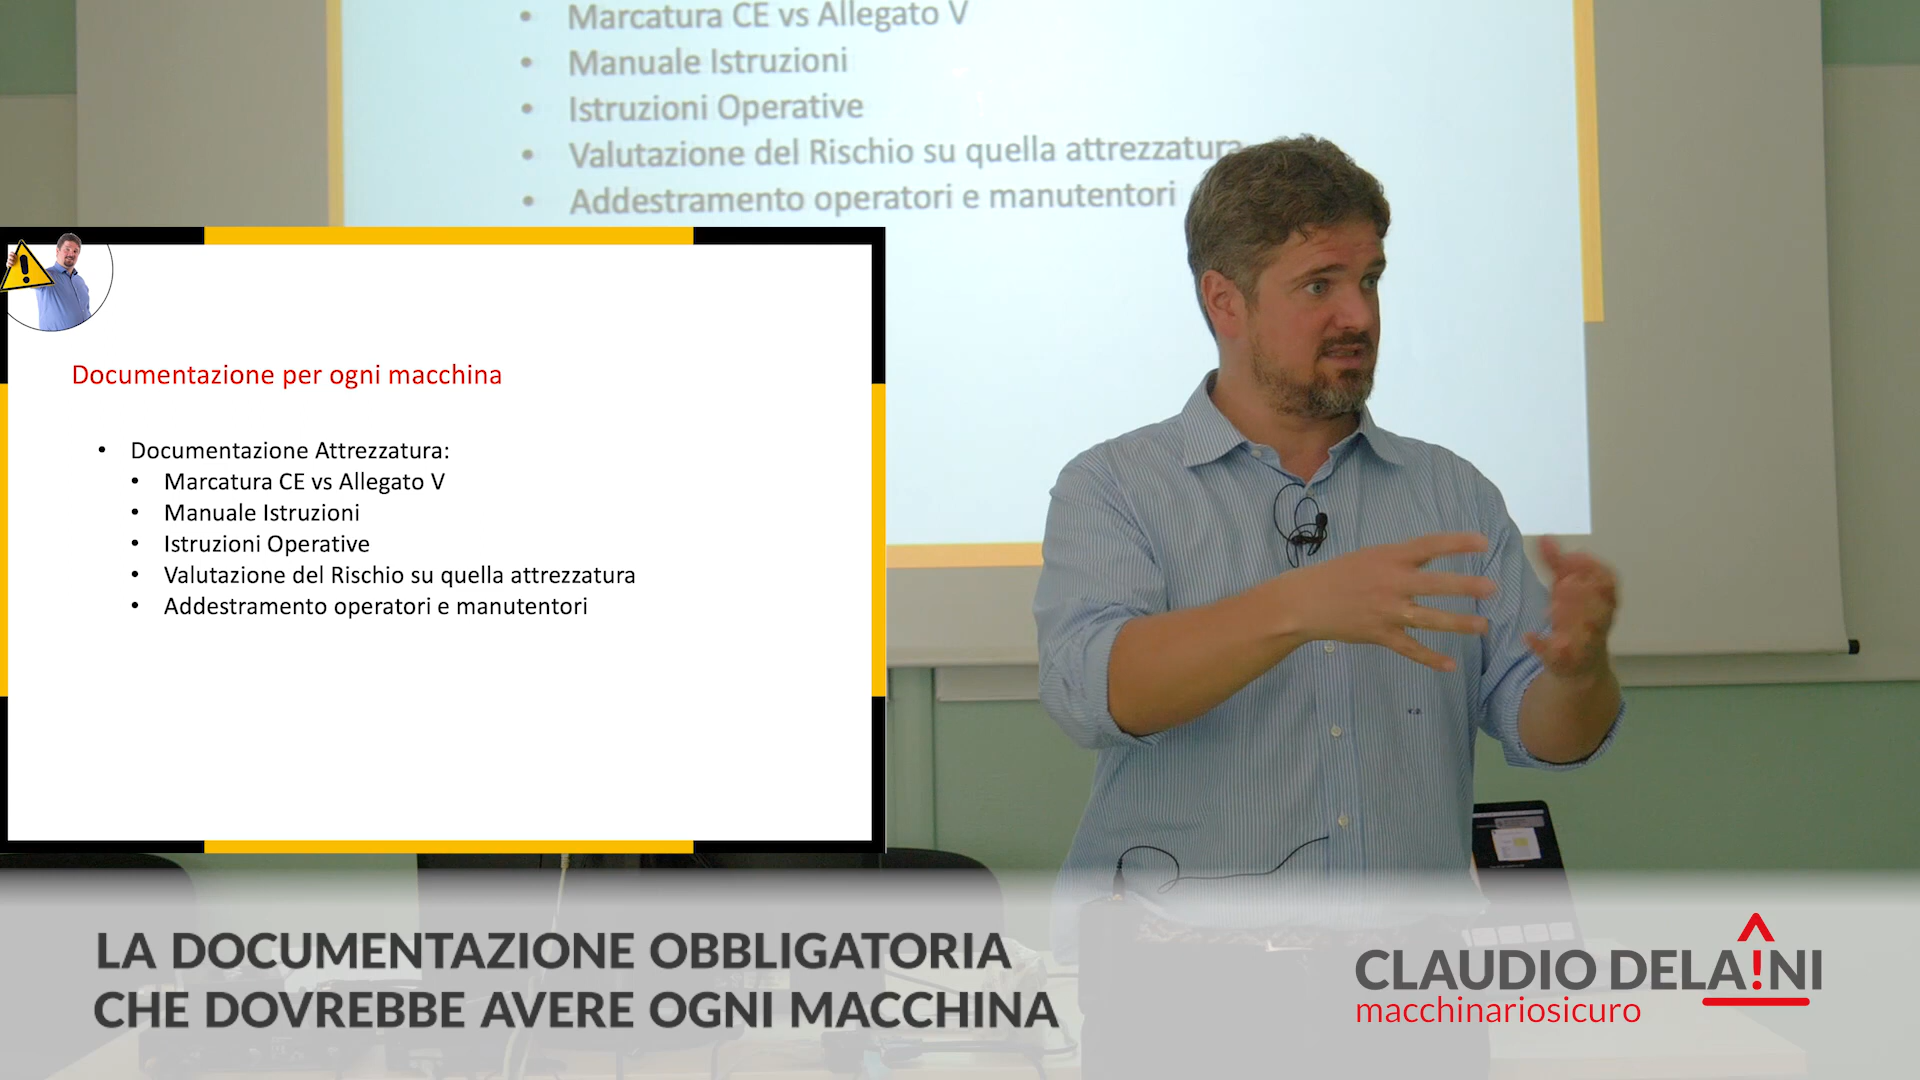 Marcatura CE vs Allegato V
Manuale Istruzioni
Istruzioni Operative
Valutazione del Rischio su quella attrezzatura
Addestramento operatori e manutentori
Documentazione per ogni macchina
Documentazione Attrezzatura:
Marcatura CE vs Allegato V
Manuale Istruzioni
Istruzioni Operative
Valutazione del Rischio su quella attrezzatura
Addestramento operatori e manutentori
LA DOCUMENTAZIONE OBBLIGATORIA
CHE DOVREBBE AVERE OGNI MACCHINA
CLAUDIO DELA!NI
macchinariosicuro